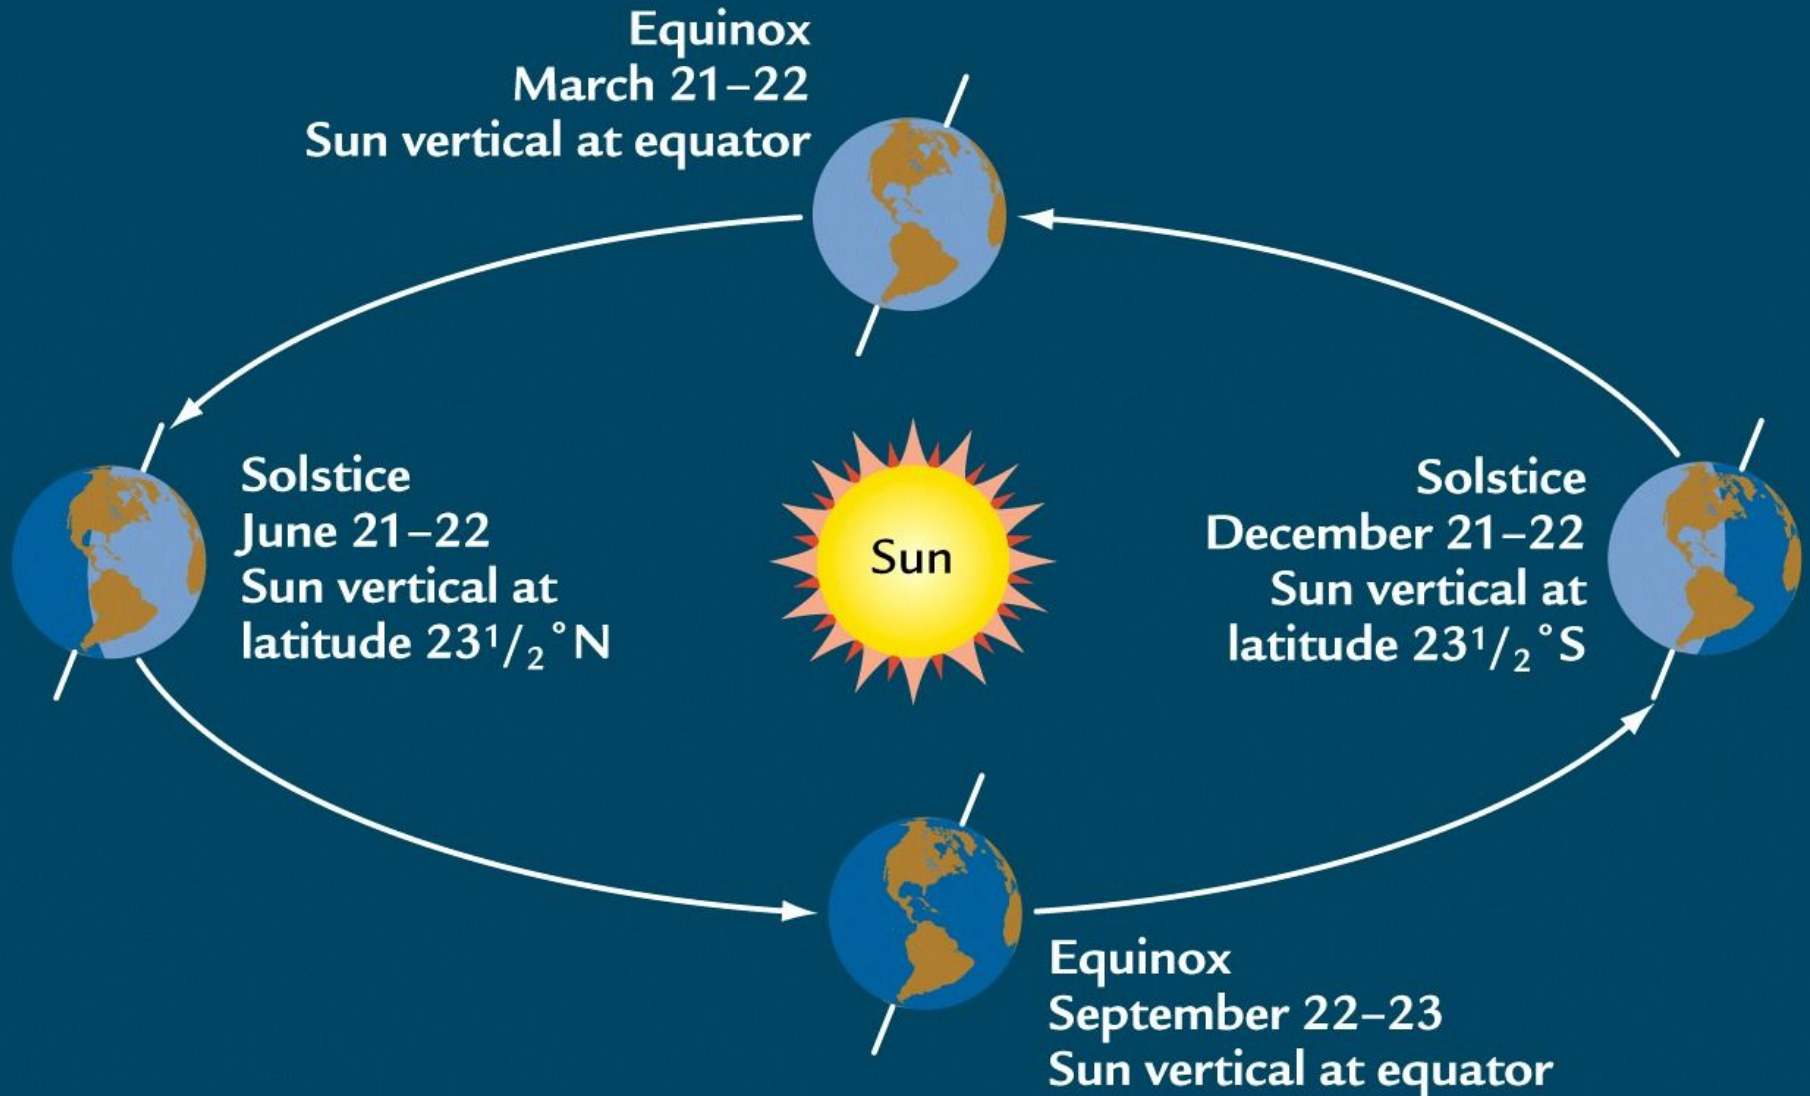 Equinox
March 21–22
Sun vertical at equator
Solstice
June 21–22
Sun vertical at
latitude 23¹/₂°N
Sun
Solstice
December 21–22
Sun vertical at
latitude 23¹/₂°S
Equinox
September 22–23
Sun vertical at equator